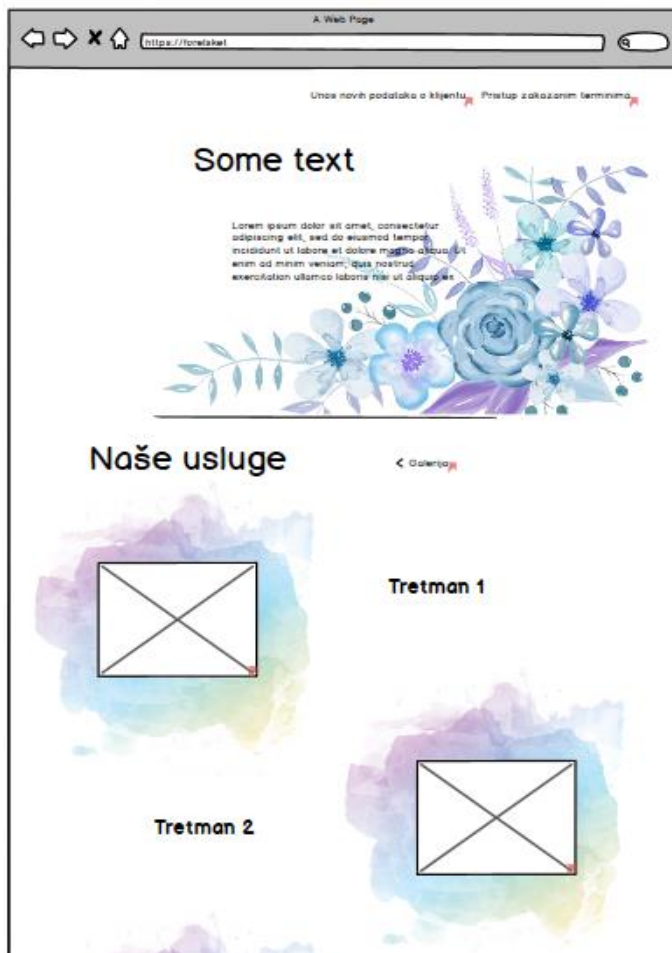 A Web Page
https://foretaket
Unos novih podataka o klijentu
Pristup zakazanim terminima
Some text
Lorem ipsum dolor sit amet, consectetur
adipiscing elit, sed do eiusmod tempor
incididunt ut labore et dolore magna aliqua. Ut
enim ad minim veniam, quis nostrud
exercitation ullamco laboris nisi ut aliquip ex
Naše usluge
< Galerija
Tretman 1
Tretman 2